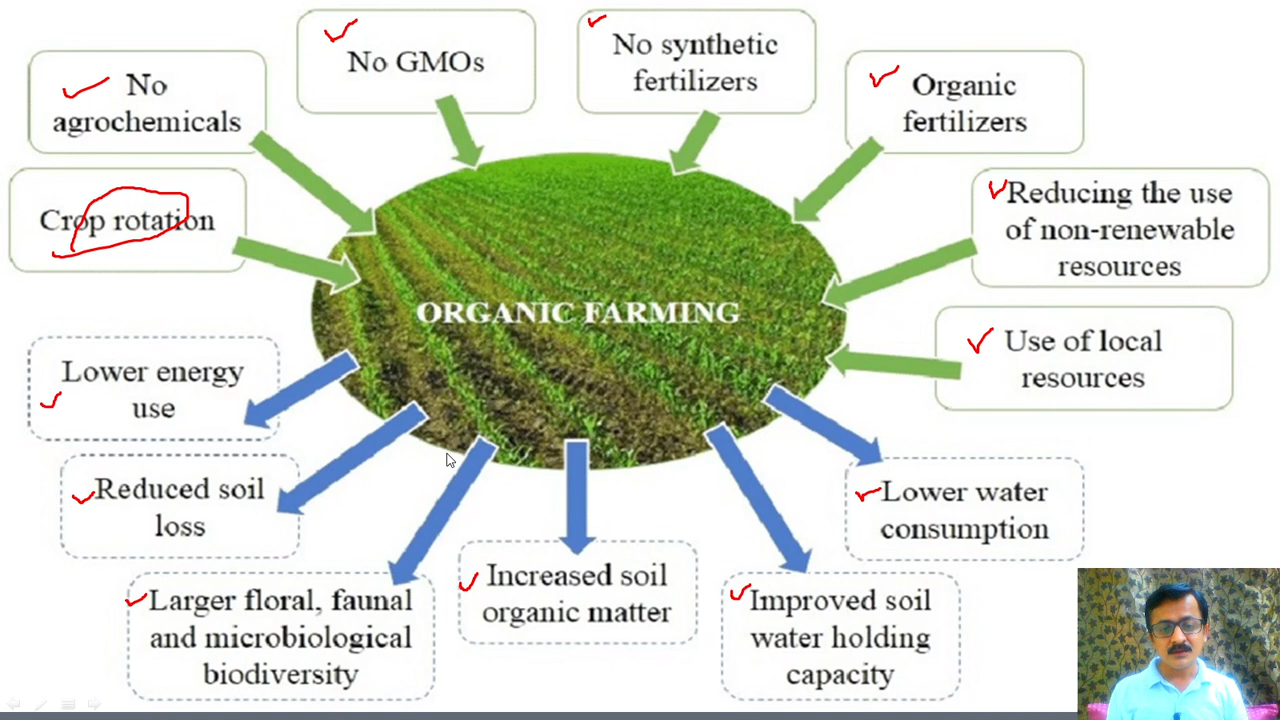 No GMOs
No synthetic
fertilizers
No
agrochemicals
Organic
fertilizers
Crop rotation
Reducing the use
of non-renewable
resources
ORGANIC FARMING
Use of local
resources
Lower energy
use
Reduced soil
loss
Lower water
consumption
Larger floral, faunal
and microbiological
biodiversity
Increased soil
organic matter
Improved soil
water holding
capacity